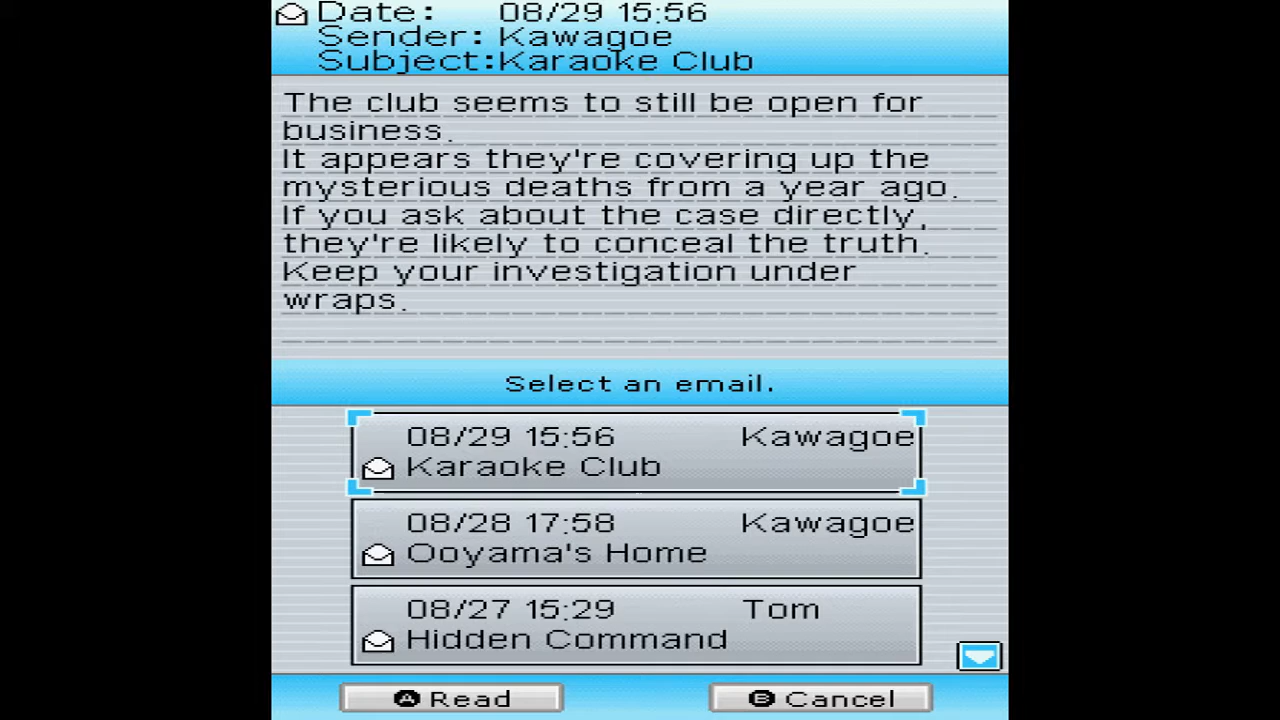 Date: 08/29 15:56
Sender: Kawagoe
Subject:Karaoke Club
The club seems to still be open for
business.
It appears they're covering up the
mysterious deaths from a year ago.
If you ask about the case directly,
they're likely to conceal the truth.
Keep your investigation under
wraps.
Select an email.
08/29 15:56 Kawagoe
Karaoke Club
08/28 17:58 Kawagoe
Ooyama's Home
08/27 15:29 Tom
Hidden Command
A Read B Cancel